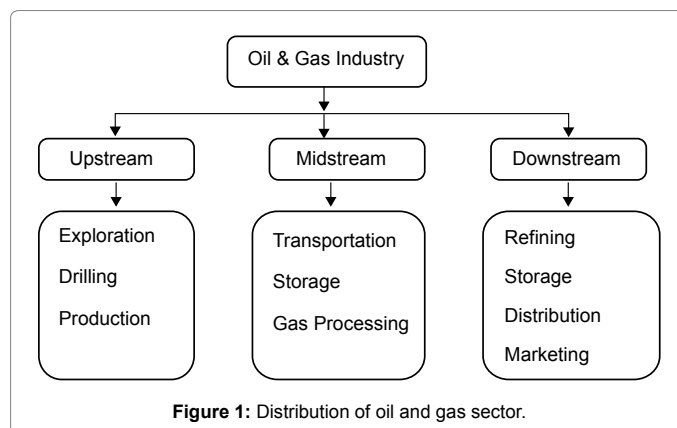 Oil & Gas Industry
Upstream
Midstream
Downstream
Exploration
Drilling
Production
Transportation
Storage
Gas Processing
Refining
Storage
Distribution
Marketing
Figure 1: Distribution of oil and gas sector.